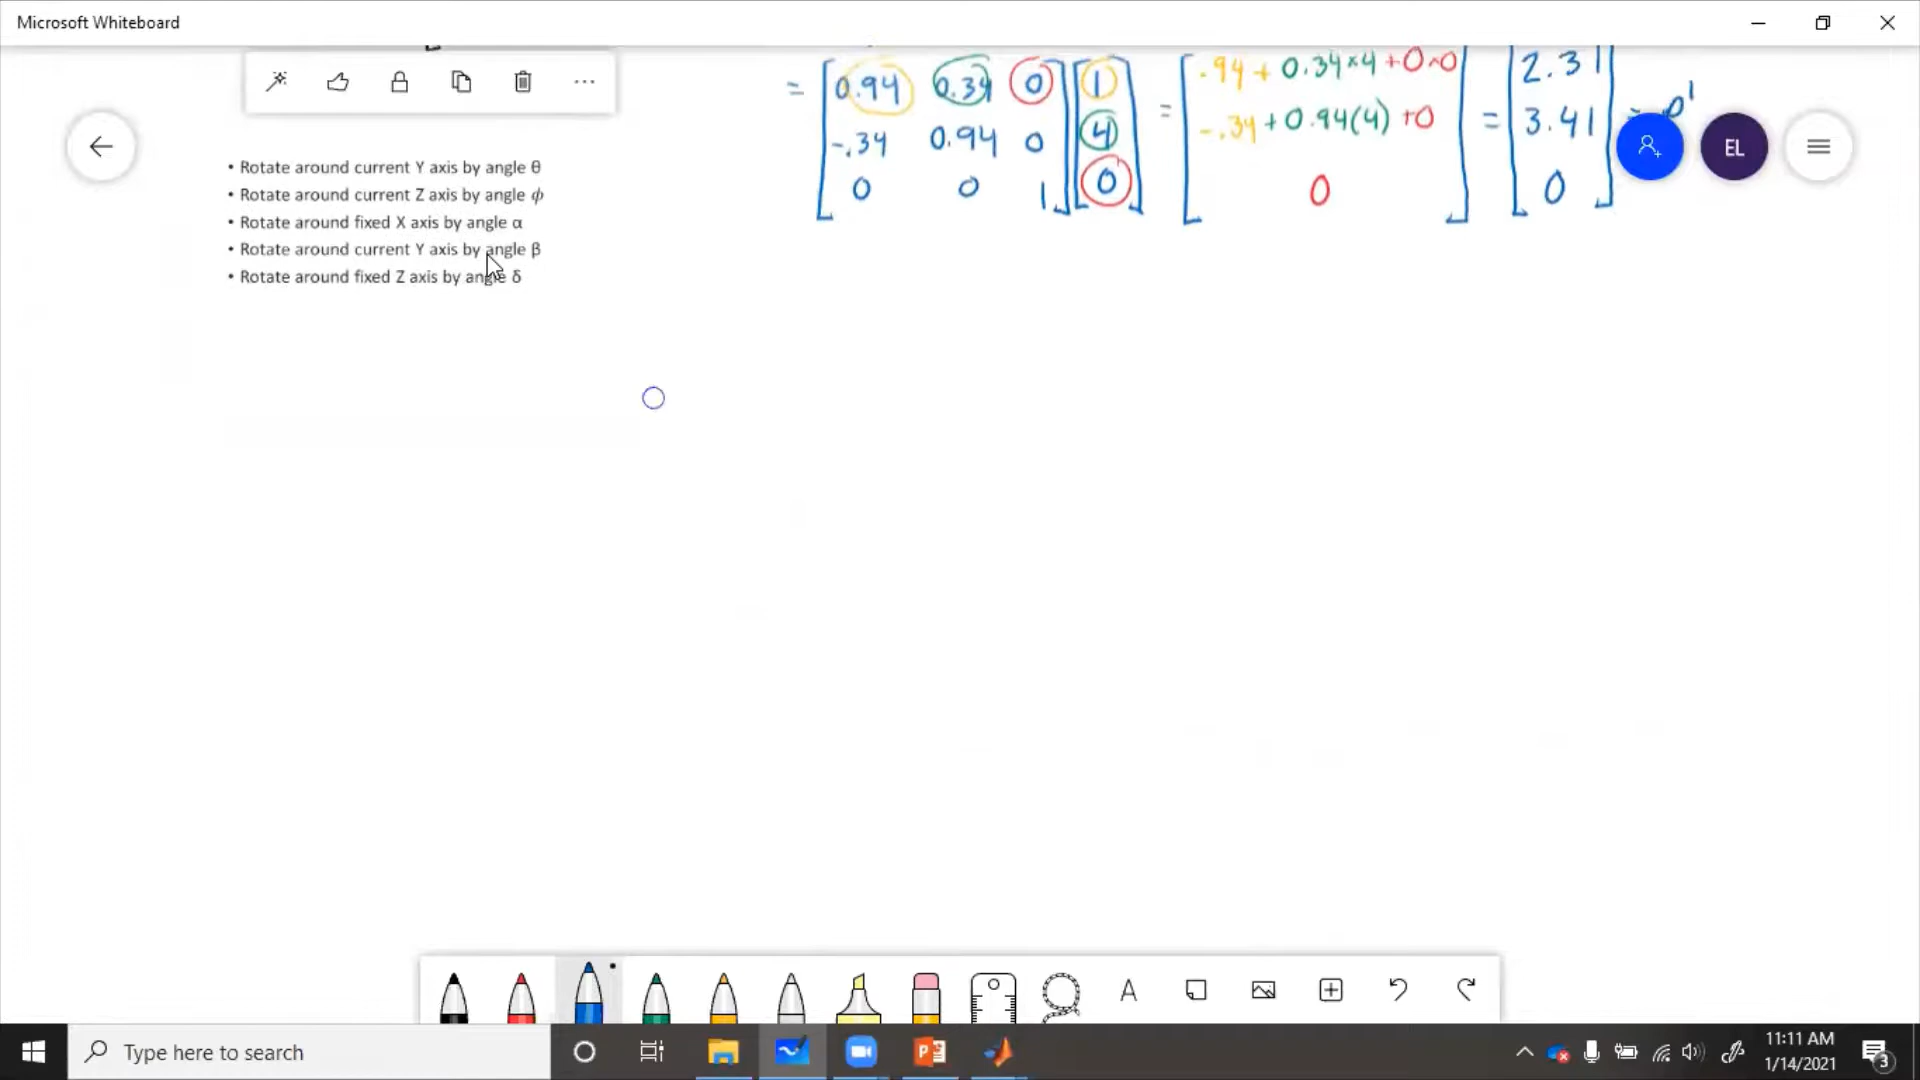 Microsoft Whiteboard
• Rotate around current Y axis by angle θ
• Rotate around current Z axis by angle ϕ
• Rotate around fixed X axis by angle α
• Rotate around current Y axis by angle β
• Rotate around fixed Z axis by angle δ
= [0.94 0.34 0] [1] = [.94 + 0.34×4 +0×0] = [2.31]
[-.34 0.94 0] [4] [-.34 + 0.94(4) +0] [3.41] = p'
[0 0 1] [0] [0] [0]
EL
A
Type here to search
11:11 AM
1/14/2021
3